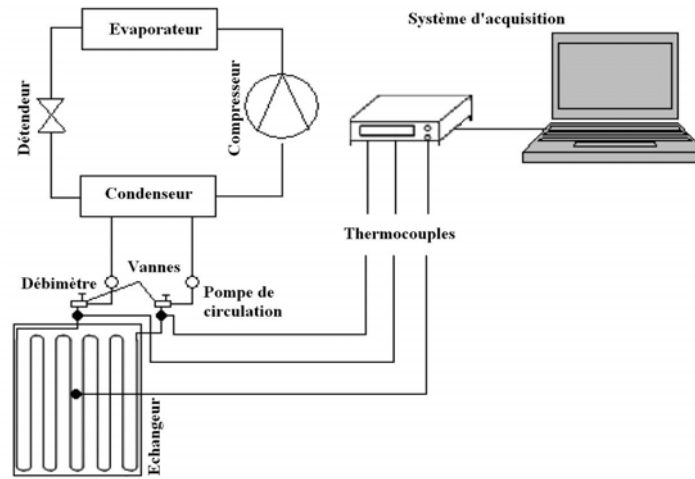 Evaporateur
Système d'acquisition
Détendeur
Compresseur
Condenseur
Thermocouples
Débimètre
Vannes
Pompe de
circulation
Echangeur